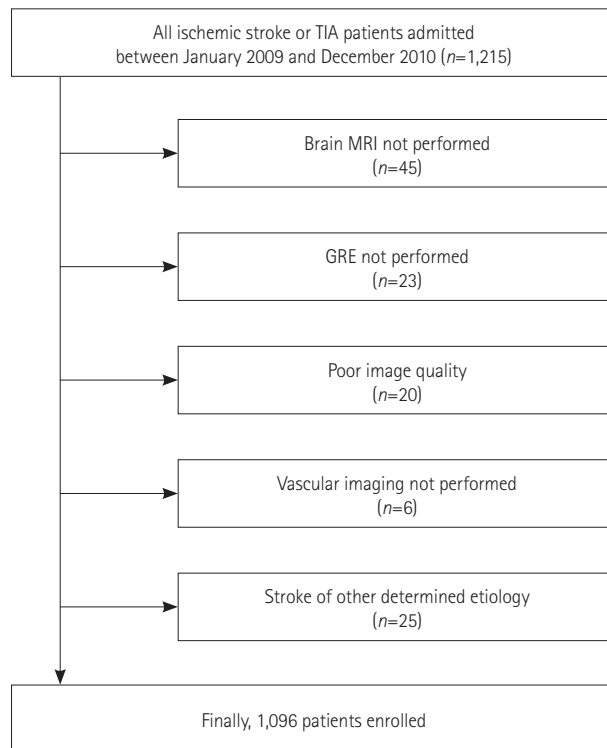 All ischemic stroke or TIA patients admitted
between January 2009 and December 2010 (n=1,215)
Brain MRI not performed
(n=45)
GRE not performed
(n=23)
Poor image quality
(n=20)
Vascular imaging not performed
(n=6)
Stroke of other determined etiology
(n=25)
Finally, 1,096 patients enrolled